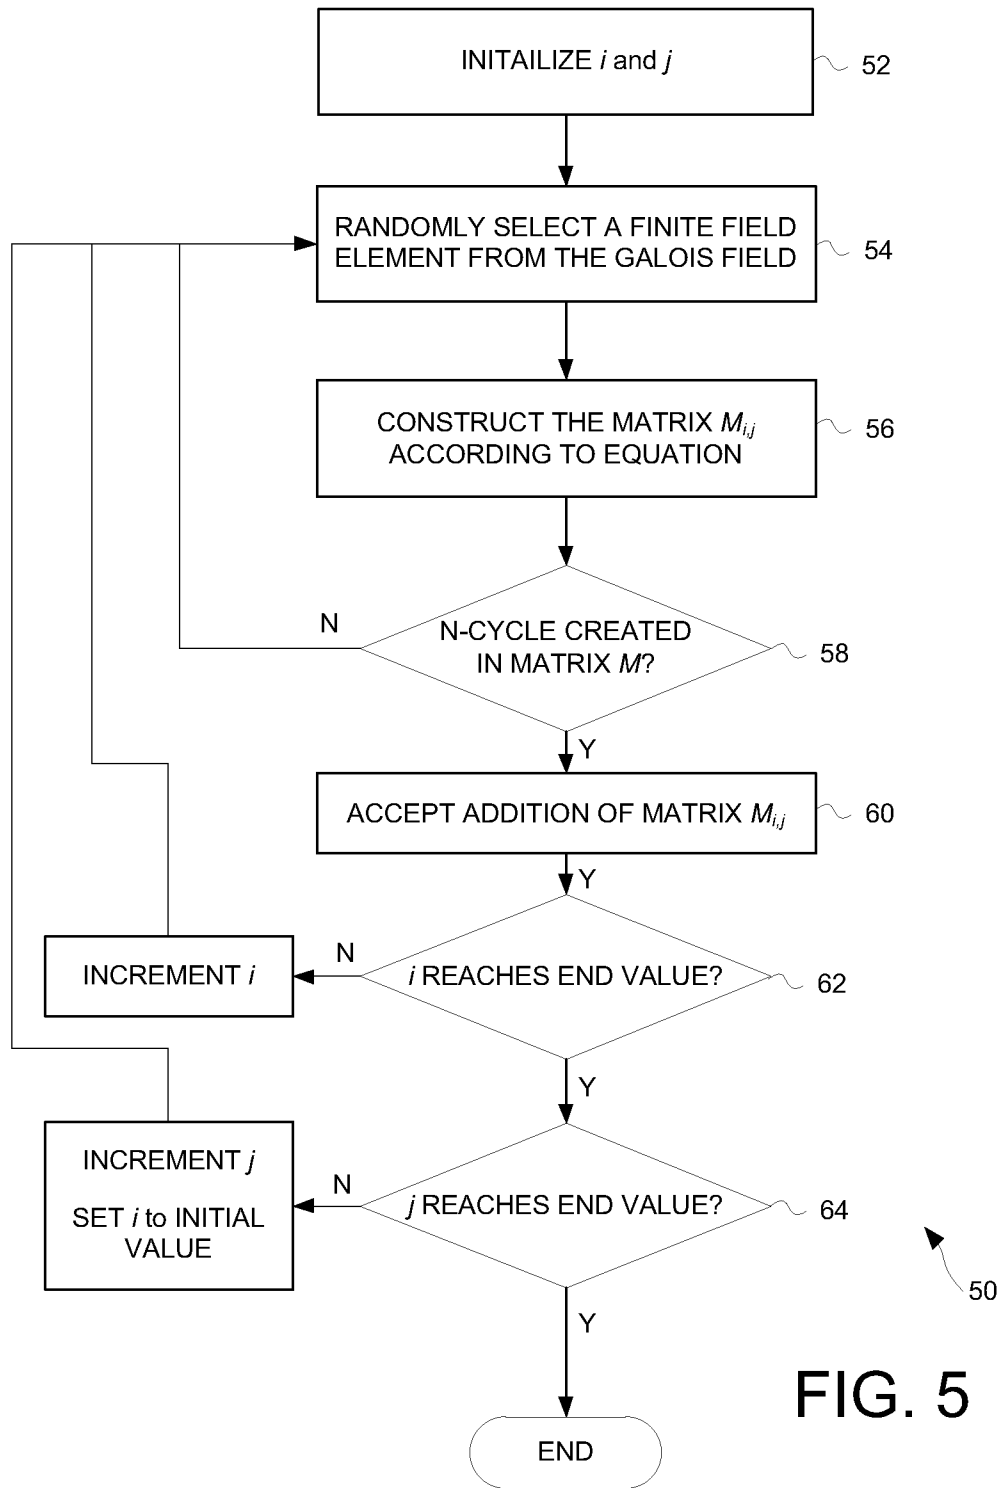 INITAILIZE i and j
52
RANDOMLY SELECT A FINITE FIELD
ELEMENT FROM THE GALOIS FIELD
54
CONSTRUCT THE MATRIX Mi,j
ACCORDING TO EQUATION
56
N
N-CYCLE CREATED
IN MATRIX M?
58
Y
ACCEPT ADDITION OF MATRIX Mi,j
60
Y
INCREMENT i
N
i REACHES END VALUE?
62
Y
INCREMENT j
SET i to INITIAL
VALUE
N
j REACHES END VALUE?
64
50
Y
FIG. 5
END